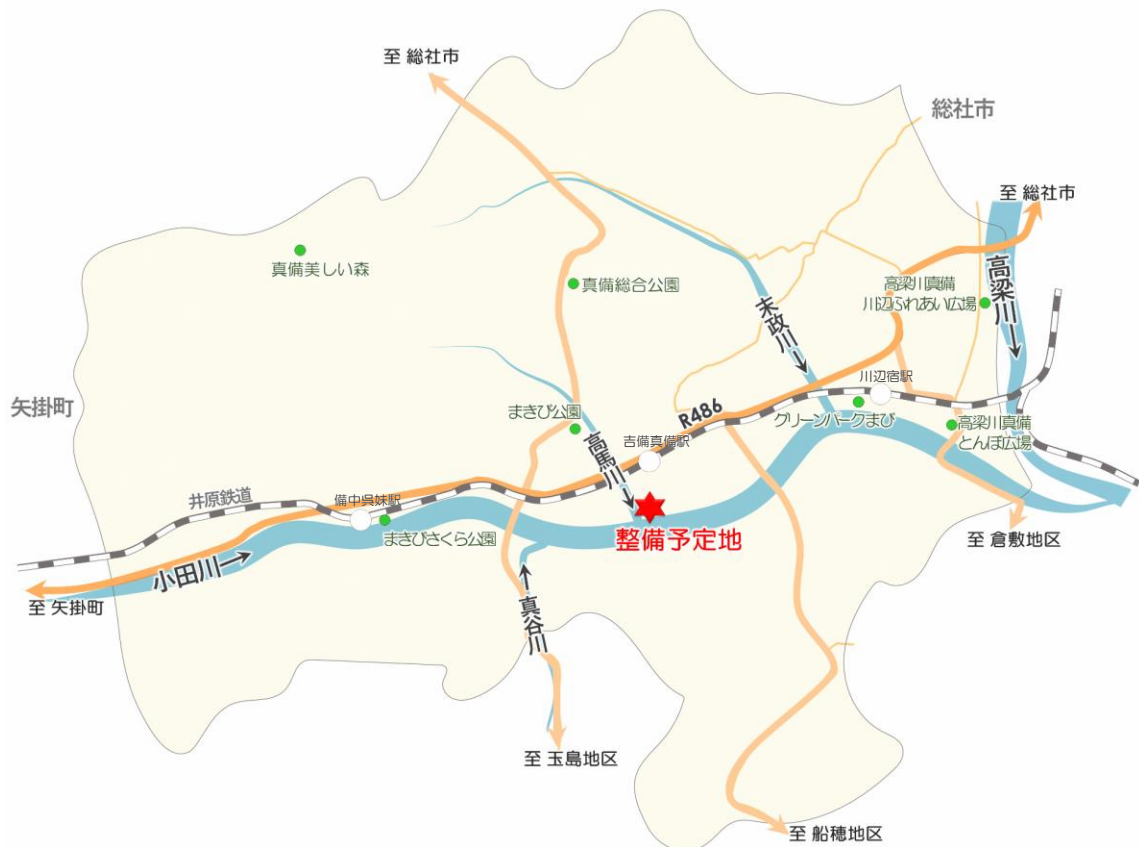 至 総社市
総社市
至 総社市
真備美しい森
真備総合公園
高梁川真備
川辺ふれあい広場
高梁川
末政川
川辺宿駅
矢掛町
まきび公園
R486
グリーンパークまび
高梁川真備
とんぼ広場
吉備真備駅
高馬川
井原鉄道
備中呉妹駅
整備予定地
まきびさくら公園
至 倉敷地区
小田川
至 矢掛町
真谷川
至 玉島地区
至 船穂地区